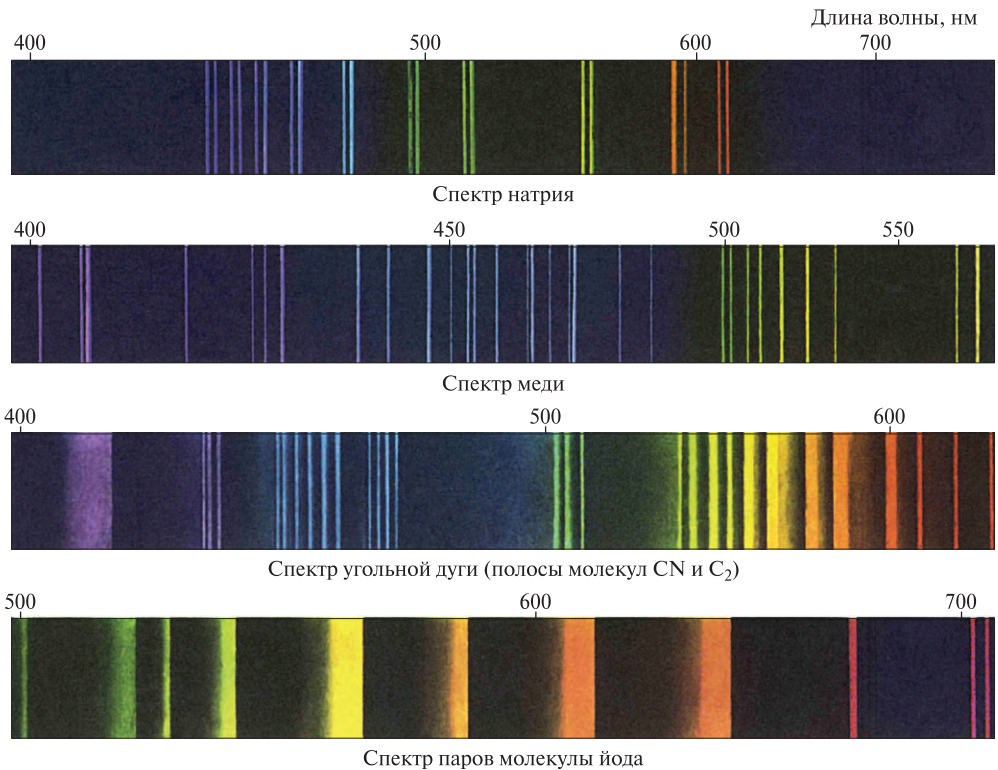 Длина волны, нм
400 500 600 700
Спектр натрия
400 450 500 550
Спектр меди
400 500 600
Спектр угольной дуги (полосы молекул CN и C₂)
500 600 700
Спектр паров молекулы йода